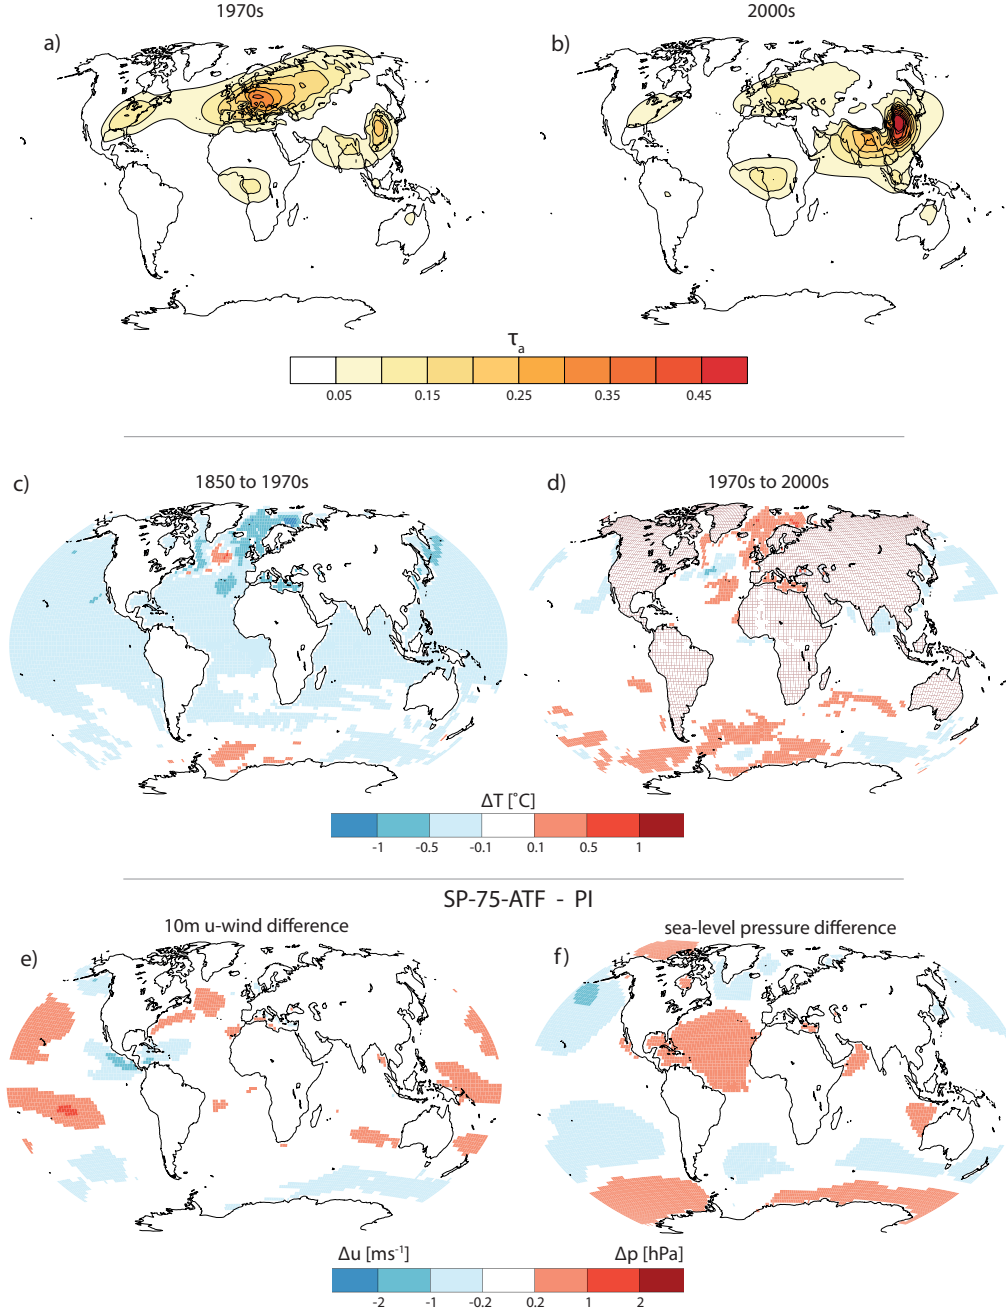 1970s
2000s
a)
b)
τa
0.05 0.15 0.25 0.35 0.45
c)
1850 to 1970s
d)
1970s to 2000s
ΔT [°C]
-1 -0.5 -0.1 0.1 0.5 1
SP-75-ATF - PI
10m u-wind difference
sea-level pressure difference
e)
f)
Δu [ms⁻¹]
Δp [hPa]
-2 -1 -0.2 0.2 1 2